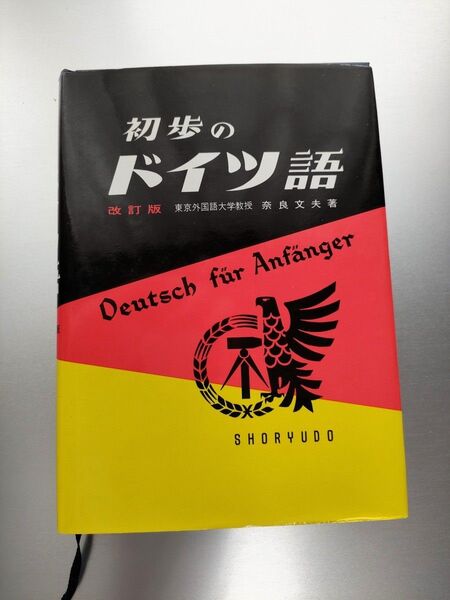 初歩の
ドイツ語
改訂版 東京外国語大学教授 奈良文夫著
Deutsch für Anfänger
SHORYUDO